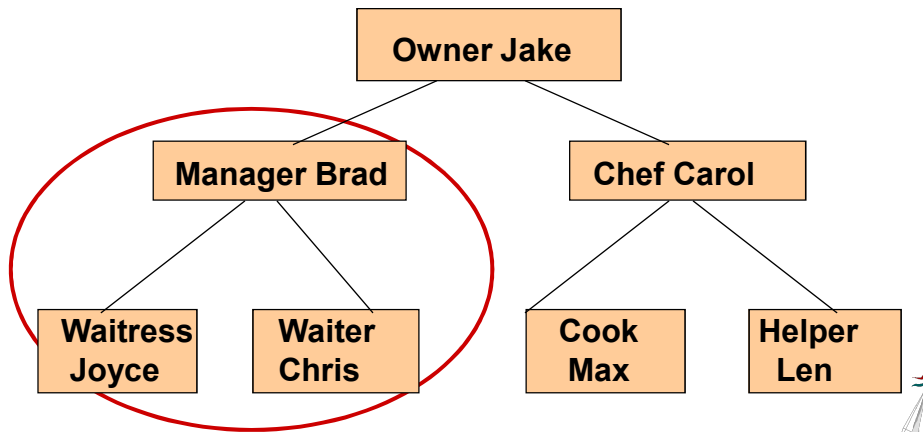 Owner Jake
Manager Brad
Chef Carol
Waitress
Joyce
Waiter
Chris
Cook
Max
Helper
Len